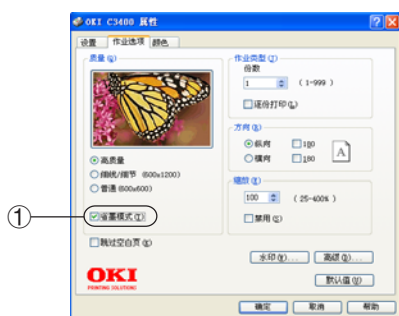 OKI C3400 属性
设置 作业选项 颜色
质量(Q)
高质量
细线/细节 (600x1200)
普通 (600x600)
① 省墨模式(T)
跳过空白页(K)
OKI
PRINTING SOLUTIONS
作业类型(J)
份数
1 (1-999)
逐份打印(L)
方向(R)
纵向 180
横向 180
A
缩放(Z)
100 (25-400%)
禁用(S)
水印(W)... 高级(D)...
默认值(U)
确定 取消 帮助